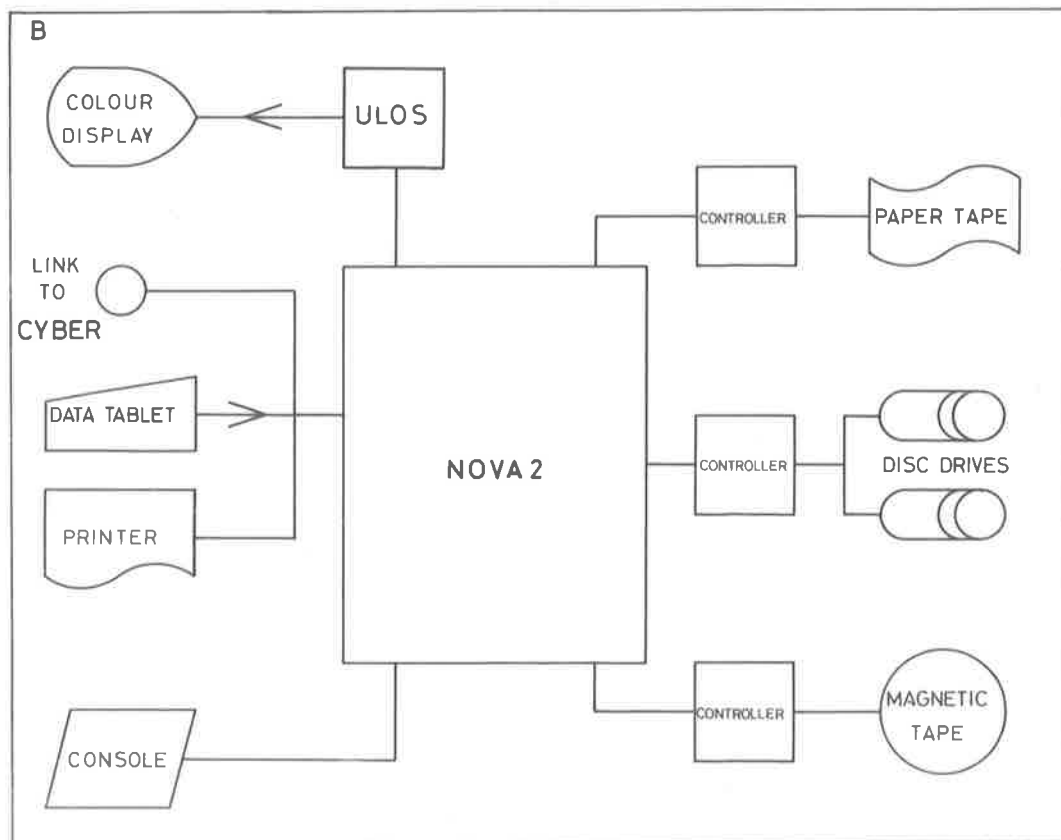 B
COLOUR
DISPLAY
ULOS
CONTROLLER
PAPER TAPE
LINK
TO
CYBER
DATA TABLET
NOVA 2
CONTROLLER
DISC DRIVES
PRINTER
CONTROLLER
MAGNETIC
TAPE
CONSOLE